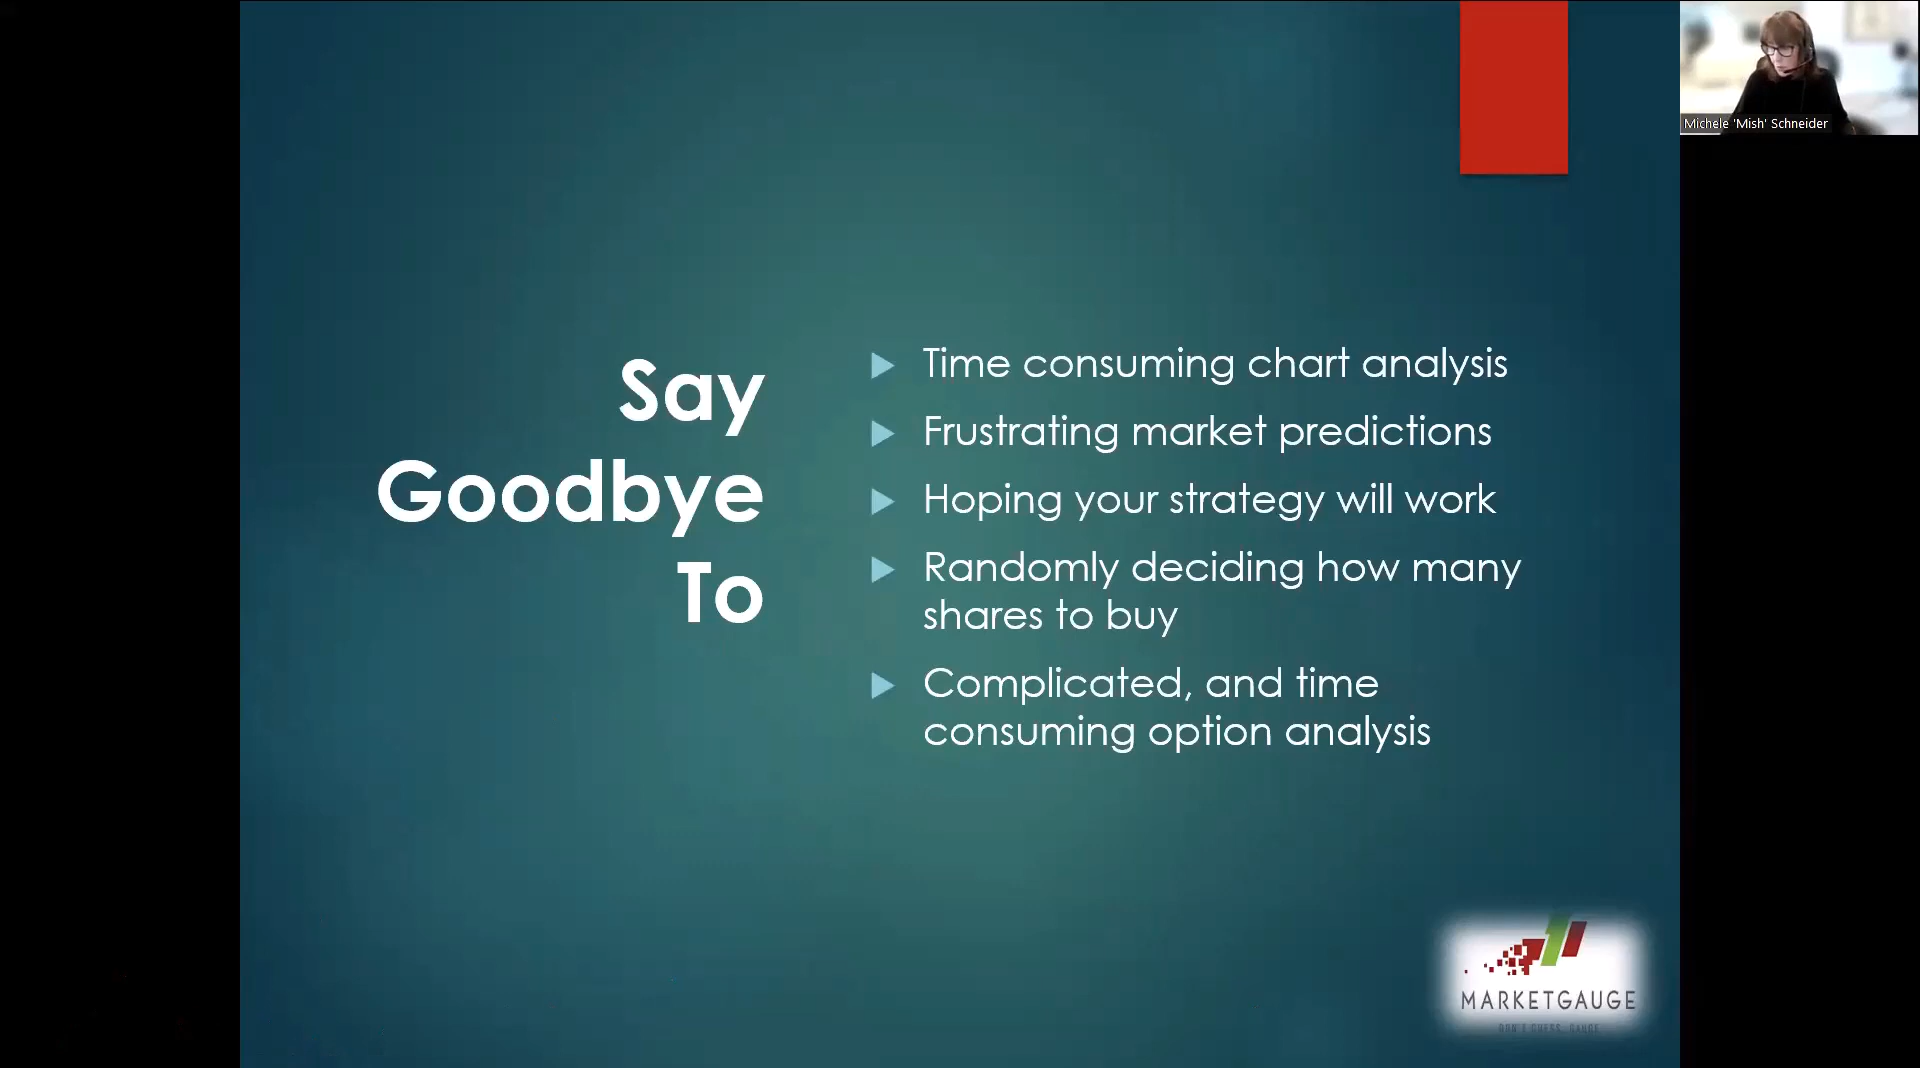 Michele 'Mish' Schneider
Say
Goodbye
To
Time consuming chart analysis
Frustrating market predictions
Hoping your strategy will work
Randomly deciding how many
shares to buy
Complicated, and time
consuming option analysis
MARKETGAUGE